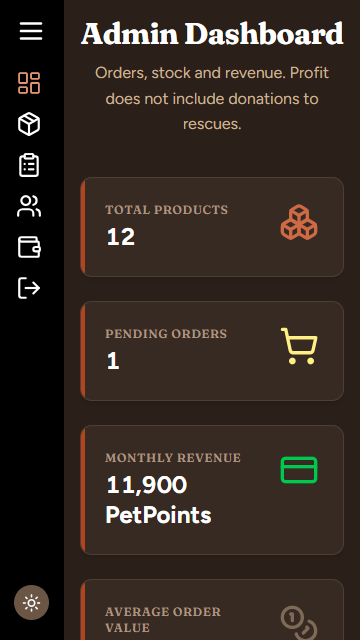 Admin Dashboard
Orders, stock and revenue. Profit
does not include donations to
rescues.
TOTAL PRODUCTS
12
PENDING ORDERS
1
MONTHLY REVENUE
11,900
PetPoints
AVERAGE ORDER
VALUE